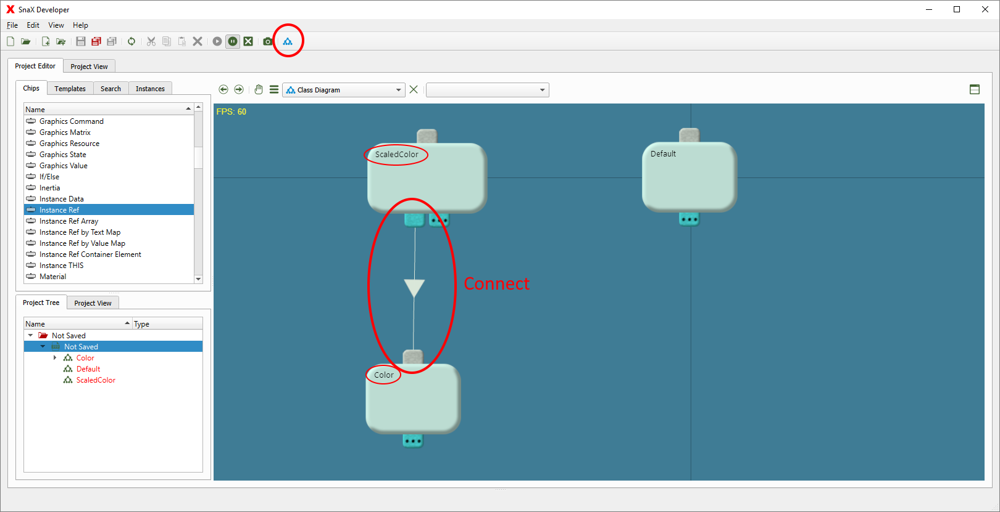 SnaX Developer
File Edit View Help
Project Editor Project View
Chips Templates Search Instances
Class Diagram
Name
FPS: 60
Graphics Command
Graphics Matrix
Graphics Resource
Graphics State
Graphics Value
If/Else
Inertia
Instance Data
Instance Ref
Instance Ref Array
Instance Ref by Text Map
Instance Ref by Value Map
Instance Ref Container Element
Instance THIS
Material
ScaledColor
Default
Connect
Color
Project Tree Project View
Name Type
Not Saved
Not Saved
Color
Default
ScaledColor